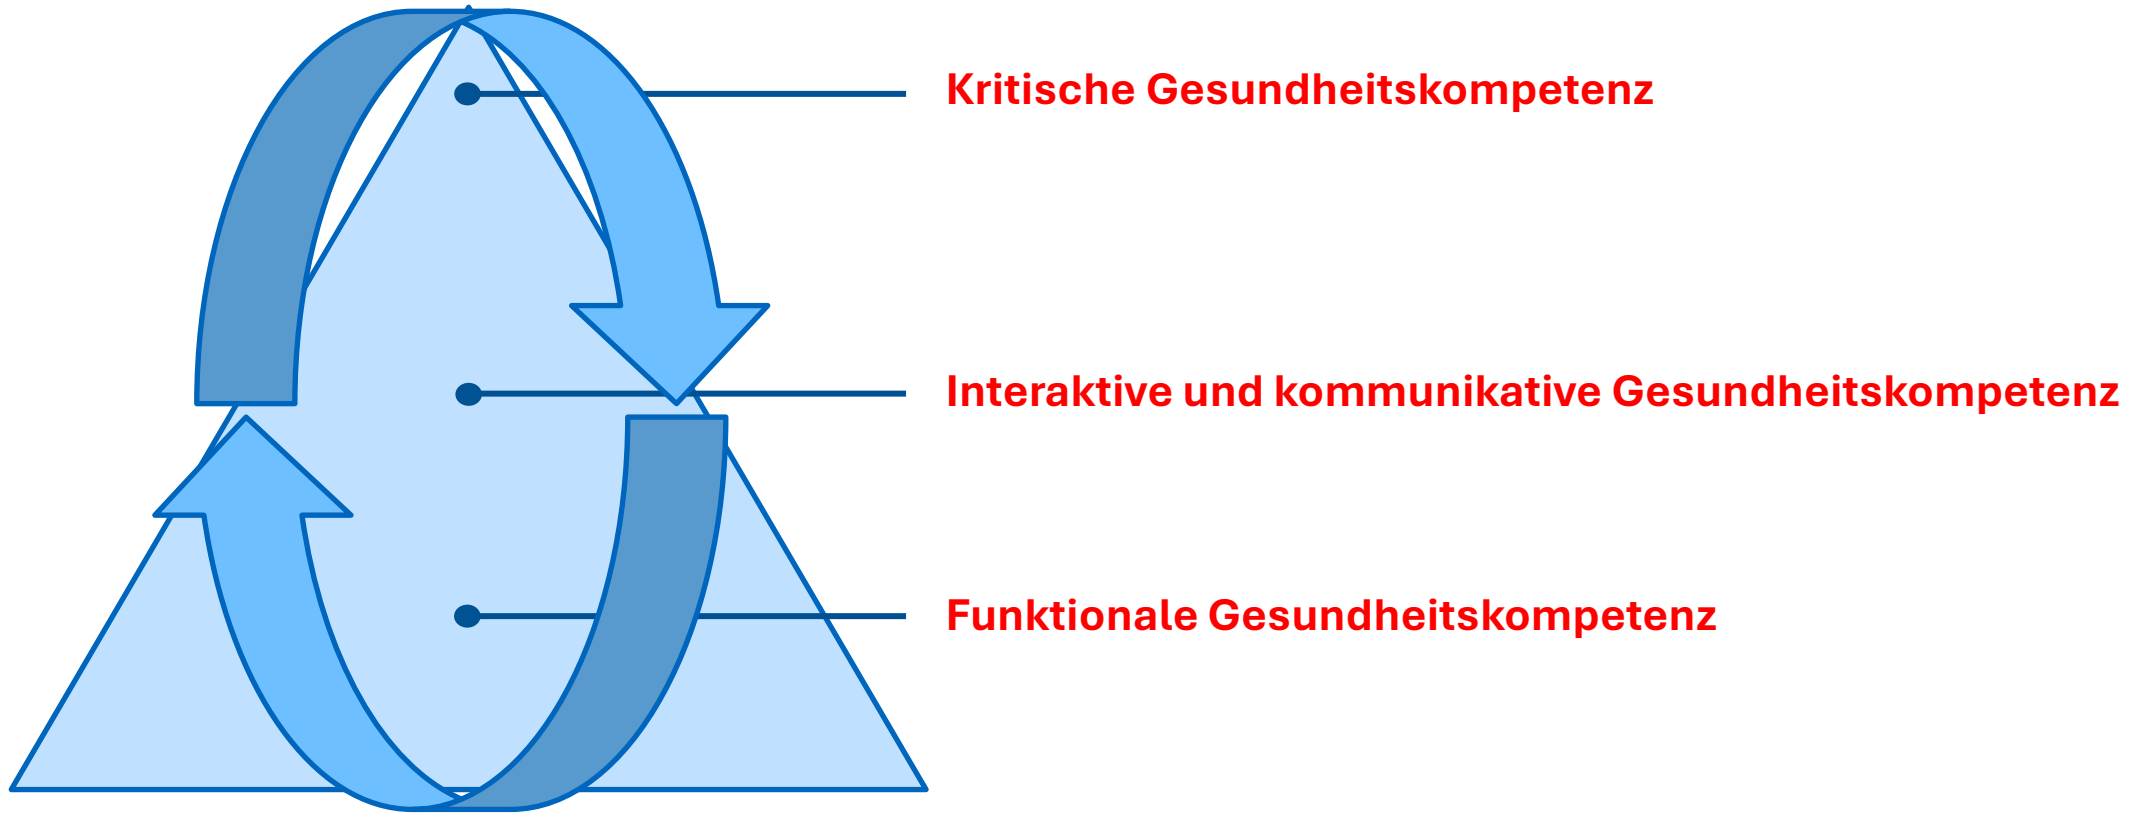 Kritische Gesundheitskompetenz
Interaktive und kommunikative Gesundheitskompetenz
Funktionale Gesundheitskompetenz